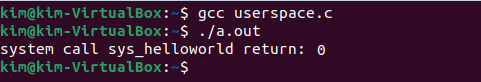 kim@kim-VirtualBox:~$ gcc userspace.c
kim@kim-VirtualBox:~$ ./a.out
system call sys_helloworld return: 0
kim@kim-VirtualBox:~$